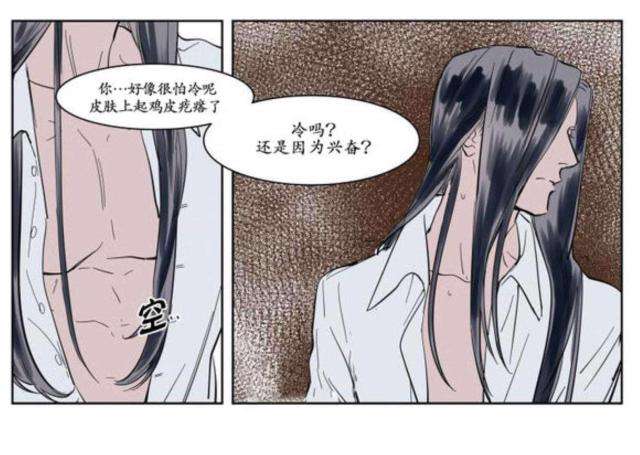 你…好像很怕冷呢
皮肤上起鸡皮疙瘩了
冷吗?
还是因为兴奋?
空